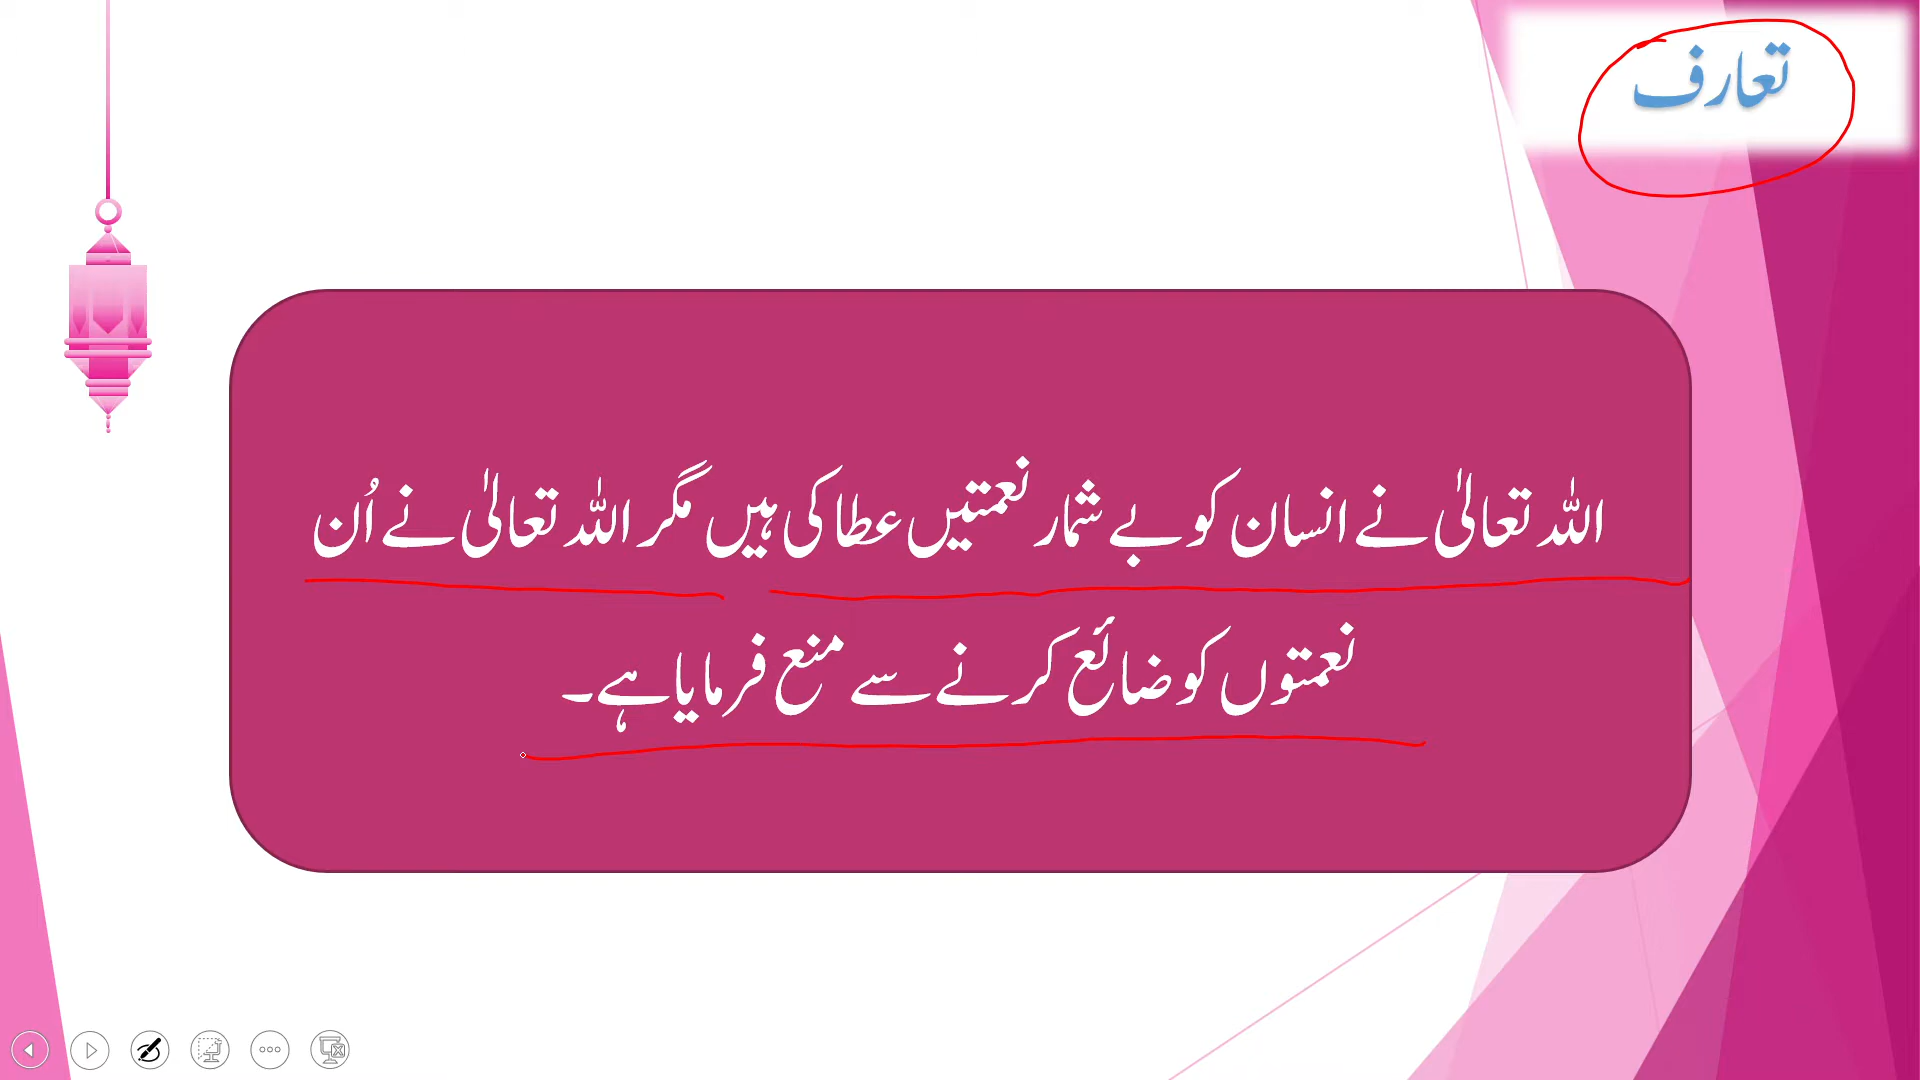 تعارف
اللہ تعالیٰ نے انسان کو بے شمار نعمتیں عطا کی ہیں مگر اللہ تعالیٰ نے اُن
نعمتوں کو ضائع کرنے سے منع فرمایا ہے۔